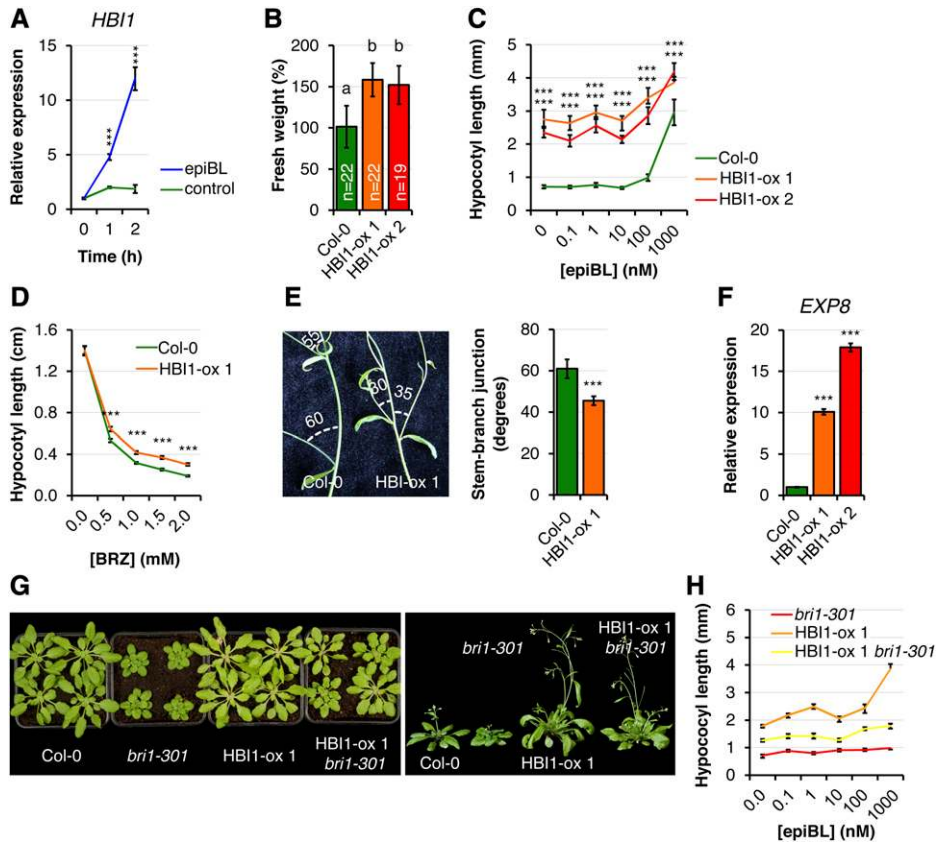 A
HBI1
Relative expression
15
10
5
0
***
***
epiBL
control
0 1 2
Time (h)
B
Fresh weight (%)
200
150
100
50
0
a
b
b
n=22
n=22
n=19
Col-0
HBI1-ox 1
HBI1-ox 2
C
Hypocotyl length (mm)
5
4
3
2
1
0
*** *** *** *** *** ***
*** *** *** *** *** ***
Col-0
HBI1-ox 1
HBI1-ox 2
0 0.1 1 10 100 1000
[epiBL] (nM)
D
Hypocotyl length (cm)
1.6
1.2
0.8
0.4
0.0
Col-0
HBI1-ox 1
*** *** *** ***
0.0 0.5 1.0 1.5 2.0
[BRZ] (mM)
E
55
60
30
35
Col-0
HBI-ox 1
Stem-branch junction
(degrees)
80
60
40
20
0
***
Col-0
HBI1-ox 1
F
EXP8
Relative expression
20
15
10
5
0
***
***
Col-0
HBI1-ox 1
HBI1-ox 2
G
Col-0
bri1-301
HBI1-ox 1
HBI1-ox 1
bri1-301
bri1-301
HBI1-ox 1
bri1-301
Col-0
HBI1-ox 1
H
Hypococyl length (mm)
6
5
4
3
2
1
0
bri1-301
HBI1-ox 1
HBI1-ox 1 bri1-301
0.0 0.1 1 10 100 1000
[epiBL] (nM)